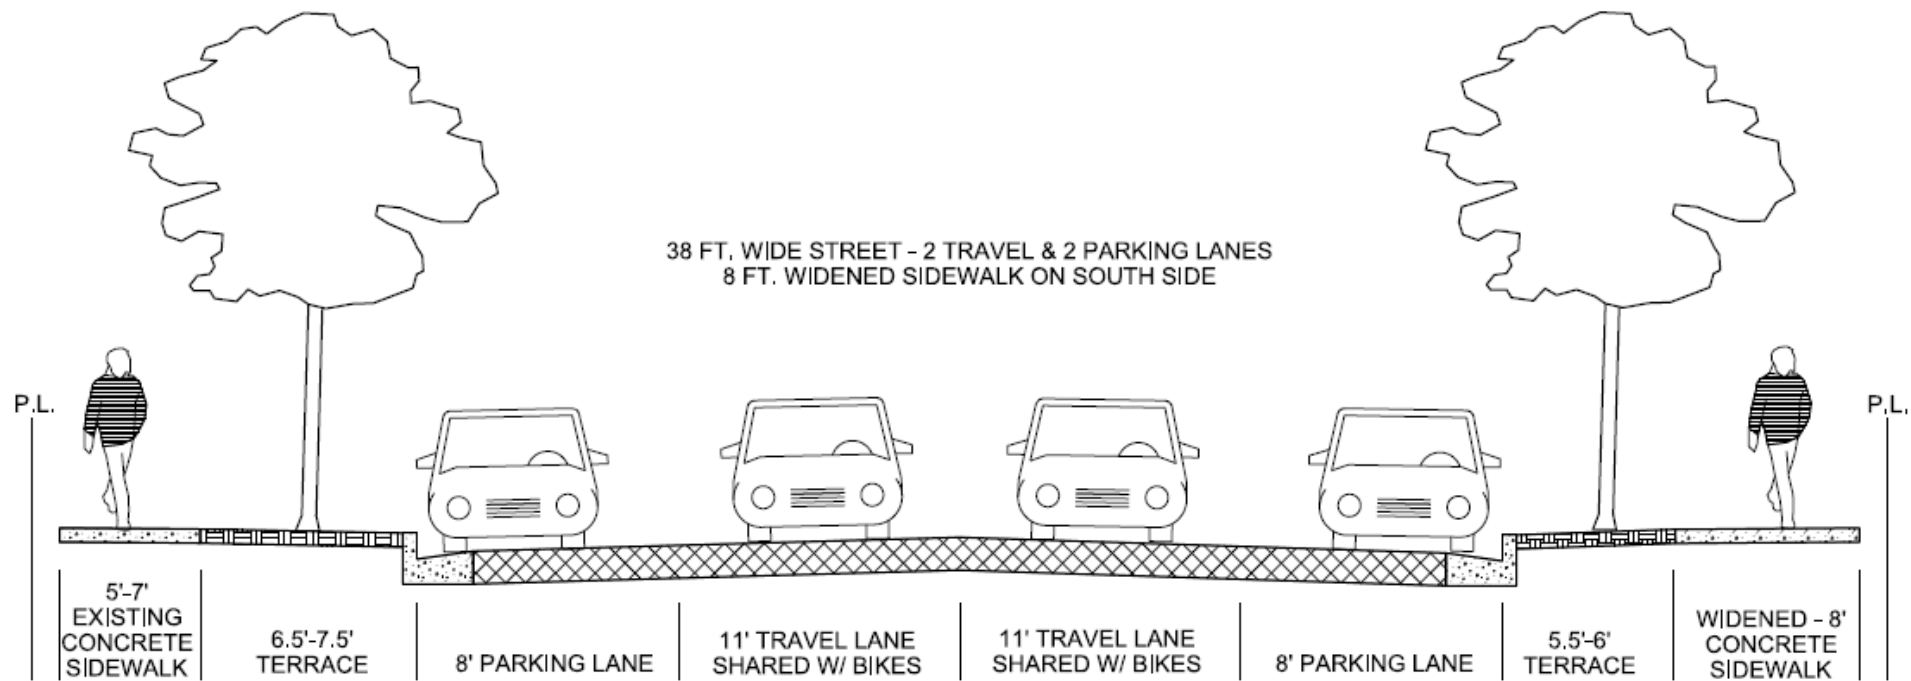 38 FT. WIDE STREET - 2 TRAVEL & 2 PARKING LANES
8 FT. WIDENED SIDEWALK ON SOUTH SIDE
P.L.
P.L.
5'-7'
EXISTING
CONCRETE
SIDEWALK
6.5'-7.5'
TERRACE
8' PARKING LANE
11' TRAVEL LANE
SHARED W/ BIKES
11' TRAVEL LANE
SHARED W/ BIKES
8' PARKING LANE
5.5'-6'
TERRACE
WIDENED - 8'
CONCRETE
SIDEWALK